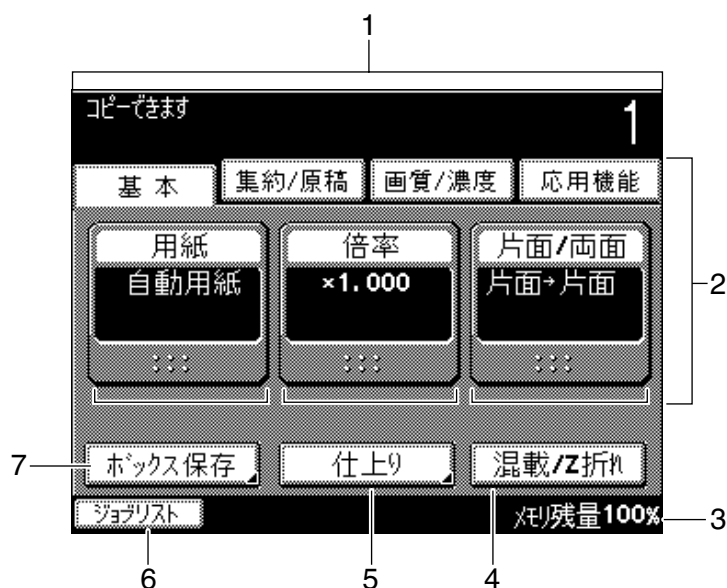 1
コピーできます
1
基本
集約/原稿
画質/濃度
応用機能
用紙
自動用紙
倍率
×1.000
片面/両面
片面→片面
2
7
ボックス保存
仕上り
混載/Z折れ
ジョブリスト
メモリ残量100%
3
6
5
4